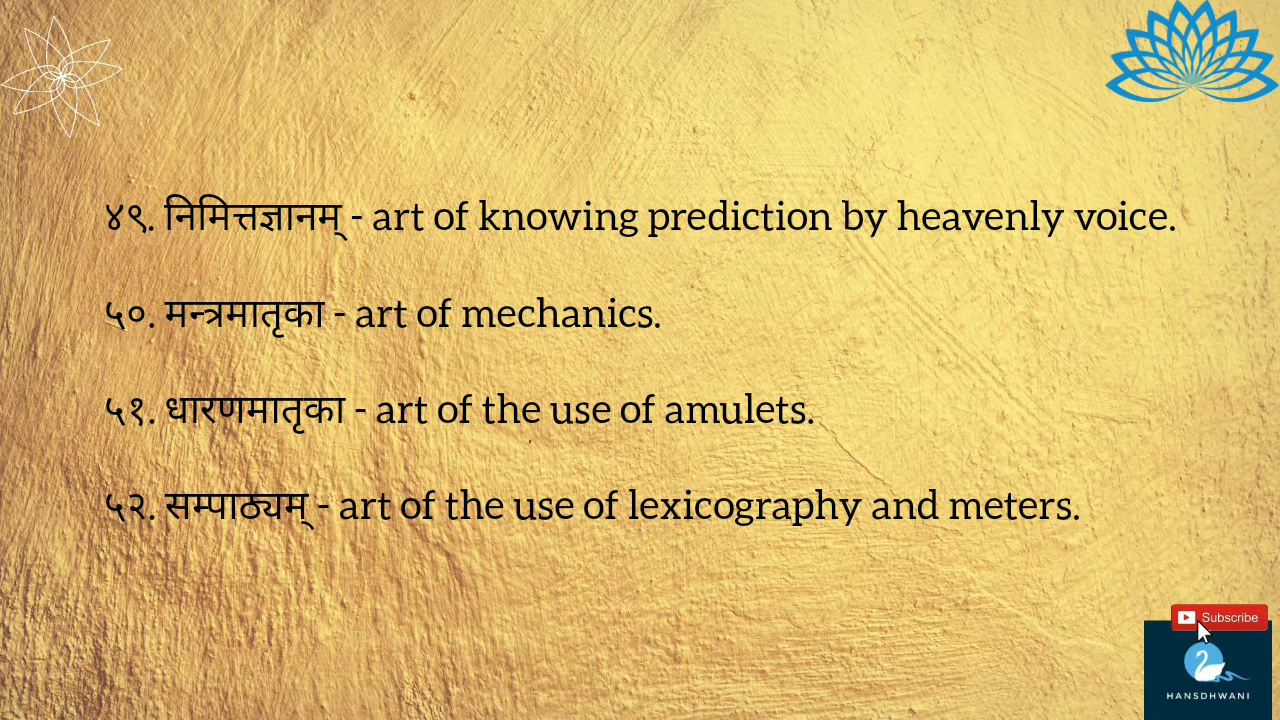 ४९. निमित्तज्ञानम् - art of knowing prediction by heavenly voice.
५०. मन्त्रमातृका - art of mechanics.
५१. धारणमातृका - art of the use of amulets.
५२. सम्पाठ्यम् - art of the use of lexicography and meters.
Subscribe
HANSDHWANI